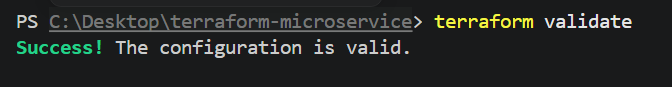 PS C:\Desktop\terraform-microservice> terraform validate
Success! The configuration is valid.